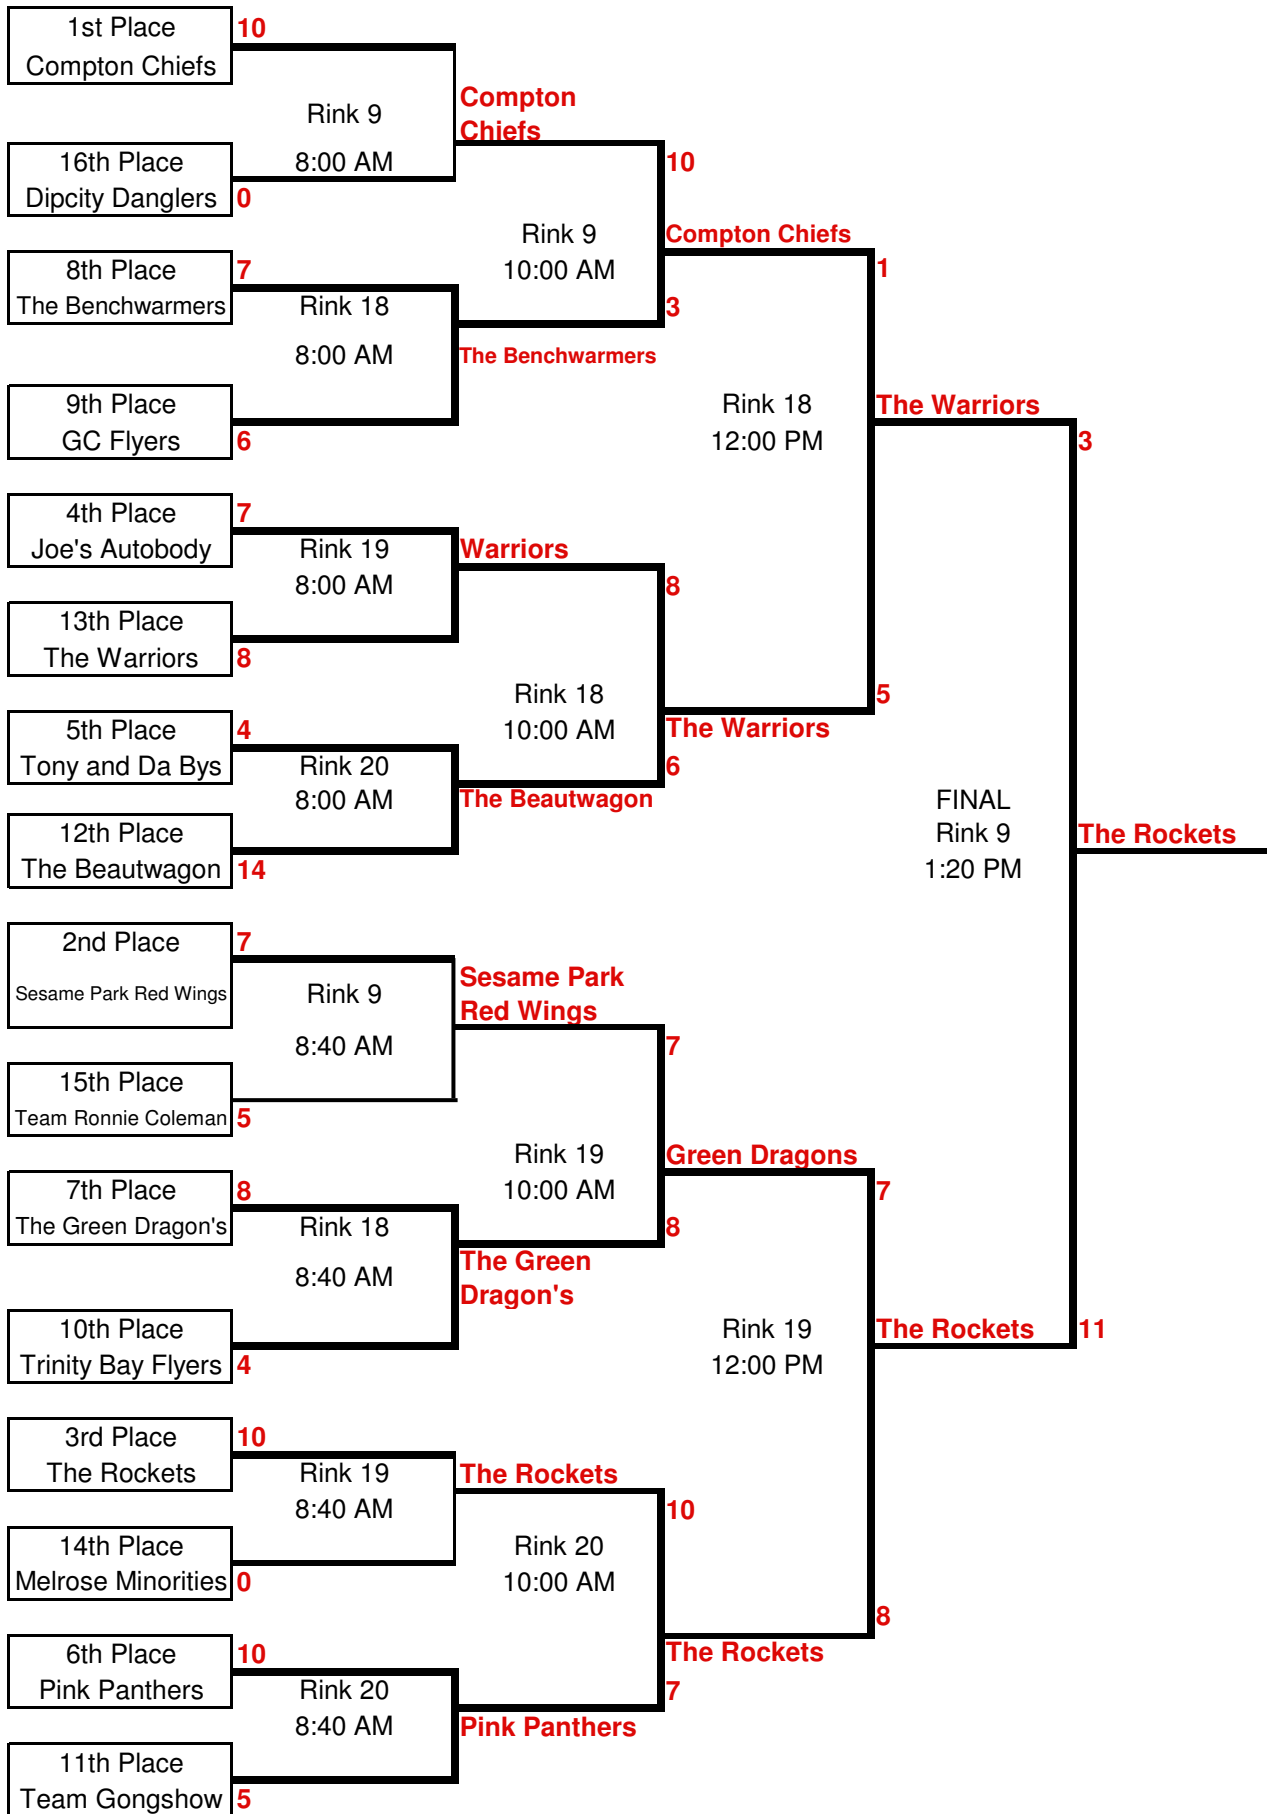 1st Place
10
Compton Chiefs
Rink 9
8:00 AM
Compton
Chiefs
16th Place
Dipcity Danglers
0
10
Rink 9
10:00 AM
Compton Chiefs
1
8th Place
7
The Benchwarmers
Rink 18
8:00 AM
3
The Benchwarmers
9th Place
GC Flyers
6
Rink 18
12:00 PM
The Warriors
3
4th Place
7
Joe's Autobody
Rink 19
8:00 AM
Warriors
8
13th Place
The Warriors
8
Rink 18
10:00 AM
5
The Warriors
6
5th Place
4
Tony and Da Bys
Rink 20
8:00 AM
The Beautwagon
12th Place
The Beautwagon
14
FINAL
Rink 9
1:20 PM
The Rockets
2nd Place
7
Sesame Park Red Wings
Rink 9
8:40 AM
Sesame Park
Red Wings
7
15th Place
Team Ronnie Coleman
5
Rink 19
10:00 AM
Green Dragons
7
7th Place
8
The Green Dragon's
Rink 18
8:40 AM
8
The Green
Dragon's
10th Place
Trinity Bay Flyers
4
Rink 19
12:00 PM
The Rockets
11
3rd Place
10
The Rockets
Rink 19
8:40 AM
The Rockets
10
14th Place
Melrose Minorities
0
Rink 20
10:00 AM
8
The Rockets
7
6th Place
10
Pink Panthers
Rink 20
8:40 AM
Pink Panthers
11th Place
Team Gongshow
5